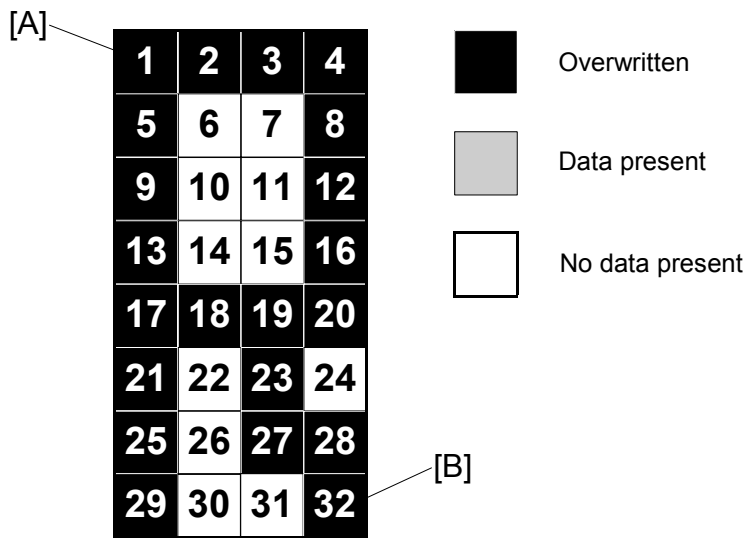 [A]
1 2 3 4
Overwritten
5 6 7 8
Data present
9 10 11 12
13 14 15 16
No data present
17 18 19 20
21 22 23 24
25 26 27 28
[B]
29 30 31 32